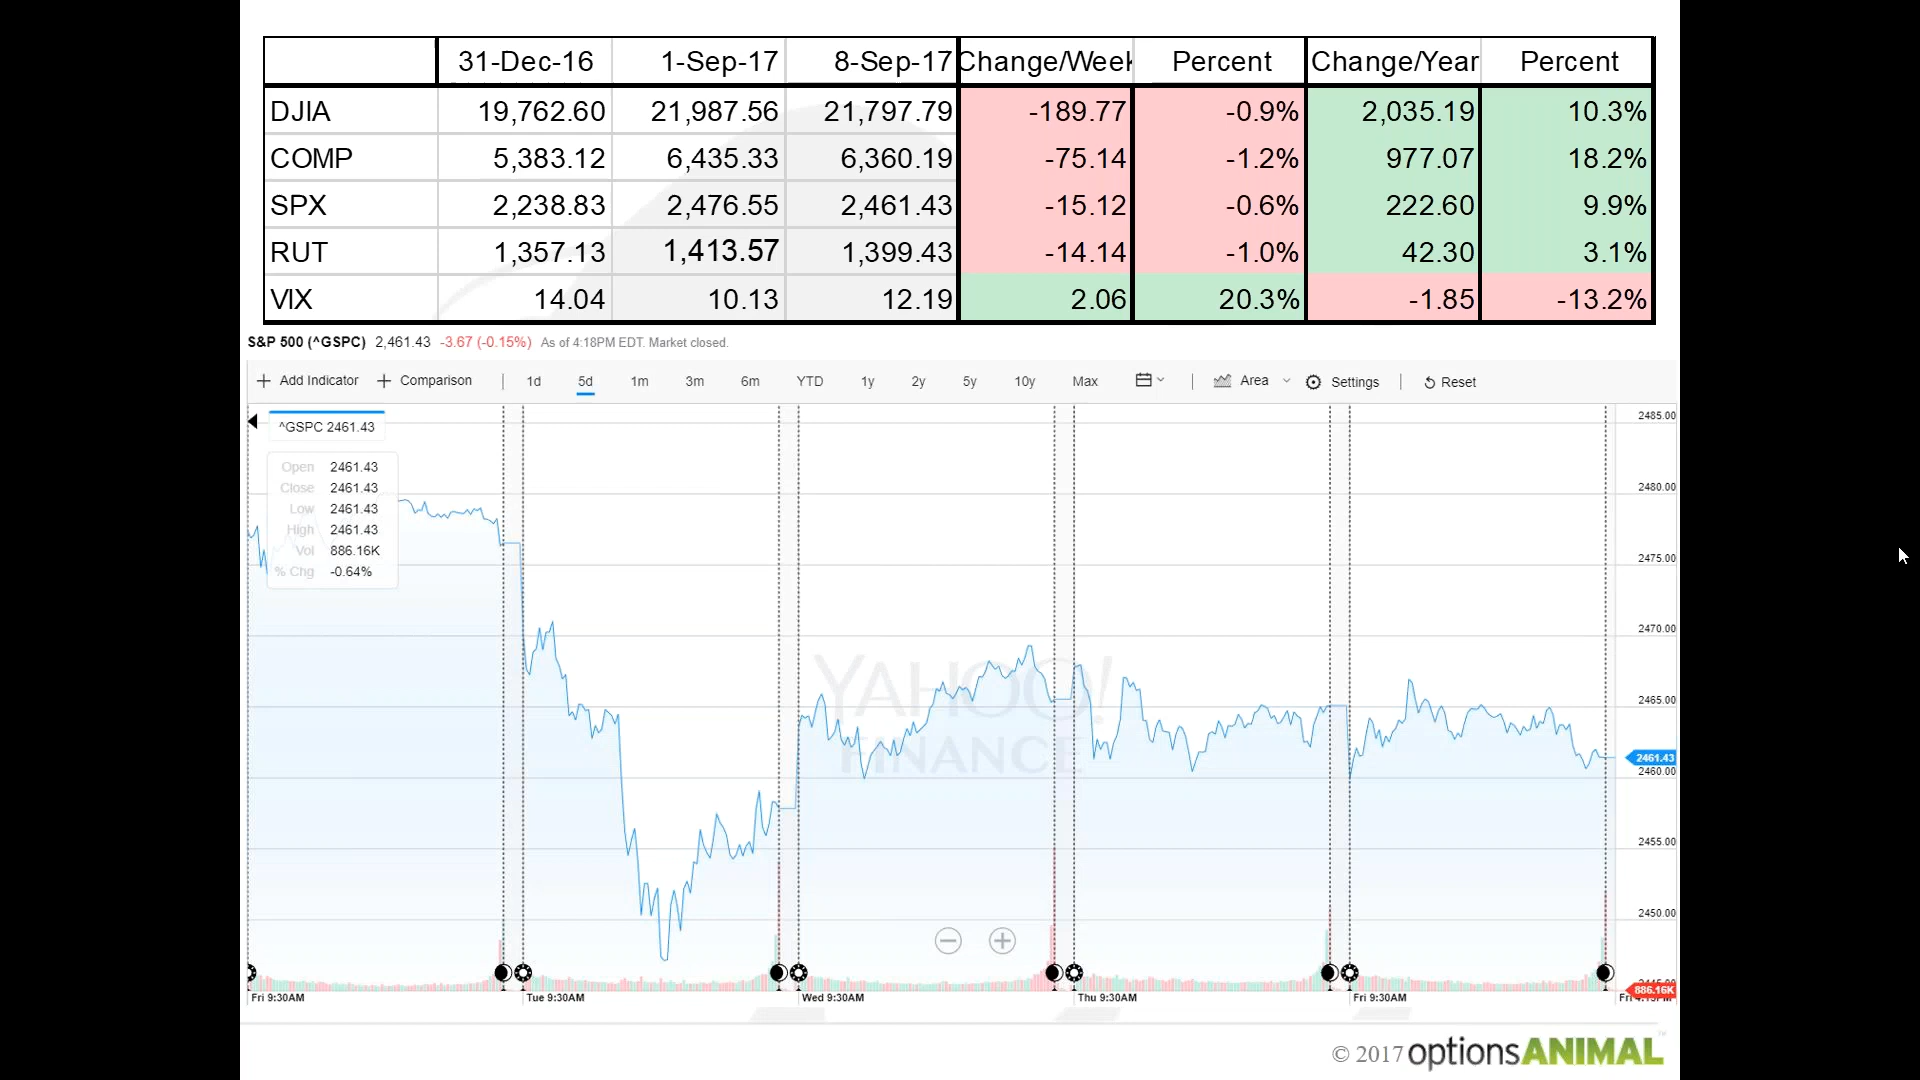 31-Dec-16 1-Sep-17 8-Sep-17 Change/Week Percent Change/Year Percent
DJIA 19,762.60 21,987.56 21,797.79 -189.77 -0.9% 2,035.19 10.3%
COMP 5,383.12 6,435.33 6,360.19 -75.14 -1.2% 977.07 18.2%
SPX 2,238.83 2,476.55 2,461.43 -15.12 -0.6% 222.60 9.9%
RUT 1,357.13 1,413.57 1,399.43 -14.14 -1.0% 42.30 3.1%
VIX 14.04 10.13 12.19 2.06 20.3% -1.85 -13.2%
S&P 500 (^GSPC) 2,461.43 -3.67 (-0.15%) As of 4:18PM EDT. Market closed.
+ Add Indicator + Comparison | 1d 5d 1m 3m 6m YTD 1y 2y 5y 10y Max | Area Settings | Reset
2485.00
^GSPC 2461.43
Open 2461.43
Close 2461.43
2480.00
Low 2461.43
High 2461.43
Vol 886.16K
2475.00
% Chg -0.64%
2470.00
YAHOO!
2465.00
FINANCE
2461.43
2460.00
2455.00
2450.00
886.16K
Fri 9:30AM Tue 9:30AM Wed 9:30AM Thu 9:30AM Fri 9:30AM Fri
© 2017 optionsANIMAL